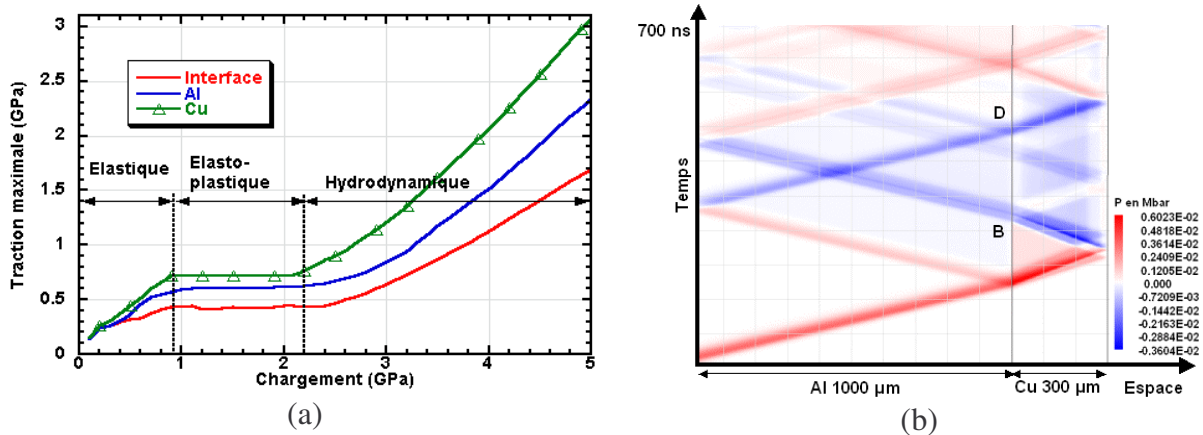 3
2.5
2
1.5
1
0.5
0
Traction maximale (GPa)
Interface
Al
Cu
Elastique
Elasto-
plastique
Hydrodynamique
0 1 2 3 4 5
Chargement (GPa)
(a)
700 ns
Temps
D
B
P en Mbar
0.6023E-02
0.4818E-02
0.3614E-02
0.2409E-02
0.1205E-02
0.000
-0.7209E-03
-0.1442E-02
-0.2163E-02
-0.2884E-02
-0.3604E-02
Al 1000 µm
Cu 300 µm
Espace
(b)